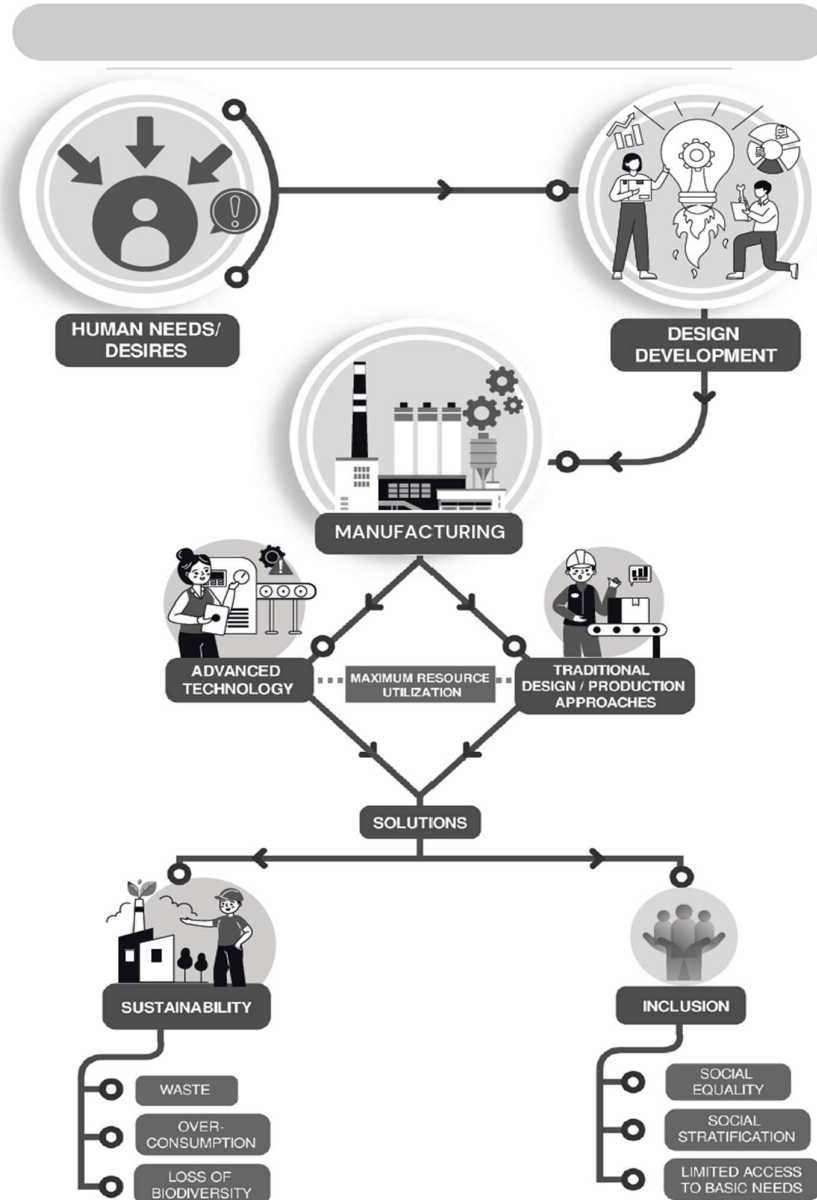 HUMAN NEEDS/
DESIRES
DESIGN
DEVELOPMENT
MANUFACTURING
ADVANCED
TECHNOLOGY
MAXIMUM RESOURCE
UTILIZATION
TRADITIONAL
DESIGN / PRODUCTION
APPROACHES
SOLUTIONS
SUSTAINABILITY
WASTE
OVER-
CONSUMPTION
LOSS OF
BIODIVERSITY
INCLUSION
SOCIAL
EQUALITY
SOCIAL
STRATIFICATION
LIMITED ACCESS
TO BASIC NEEDS